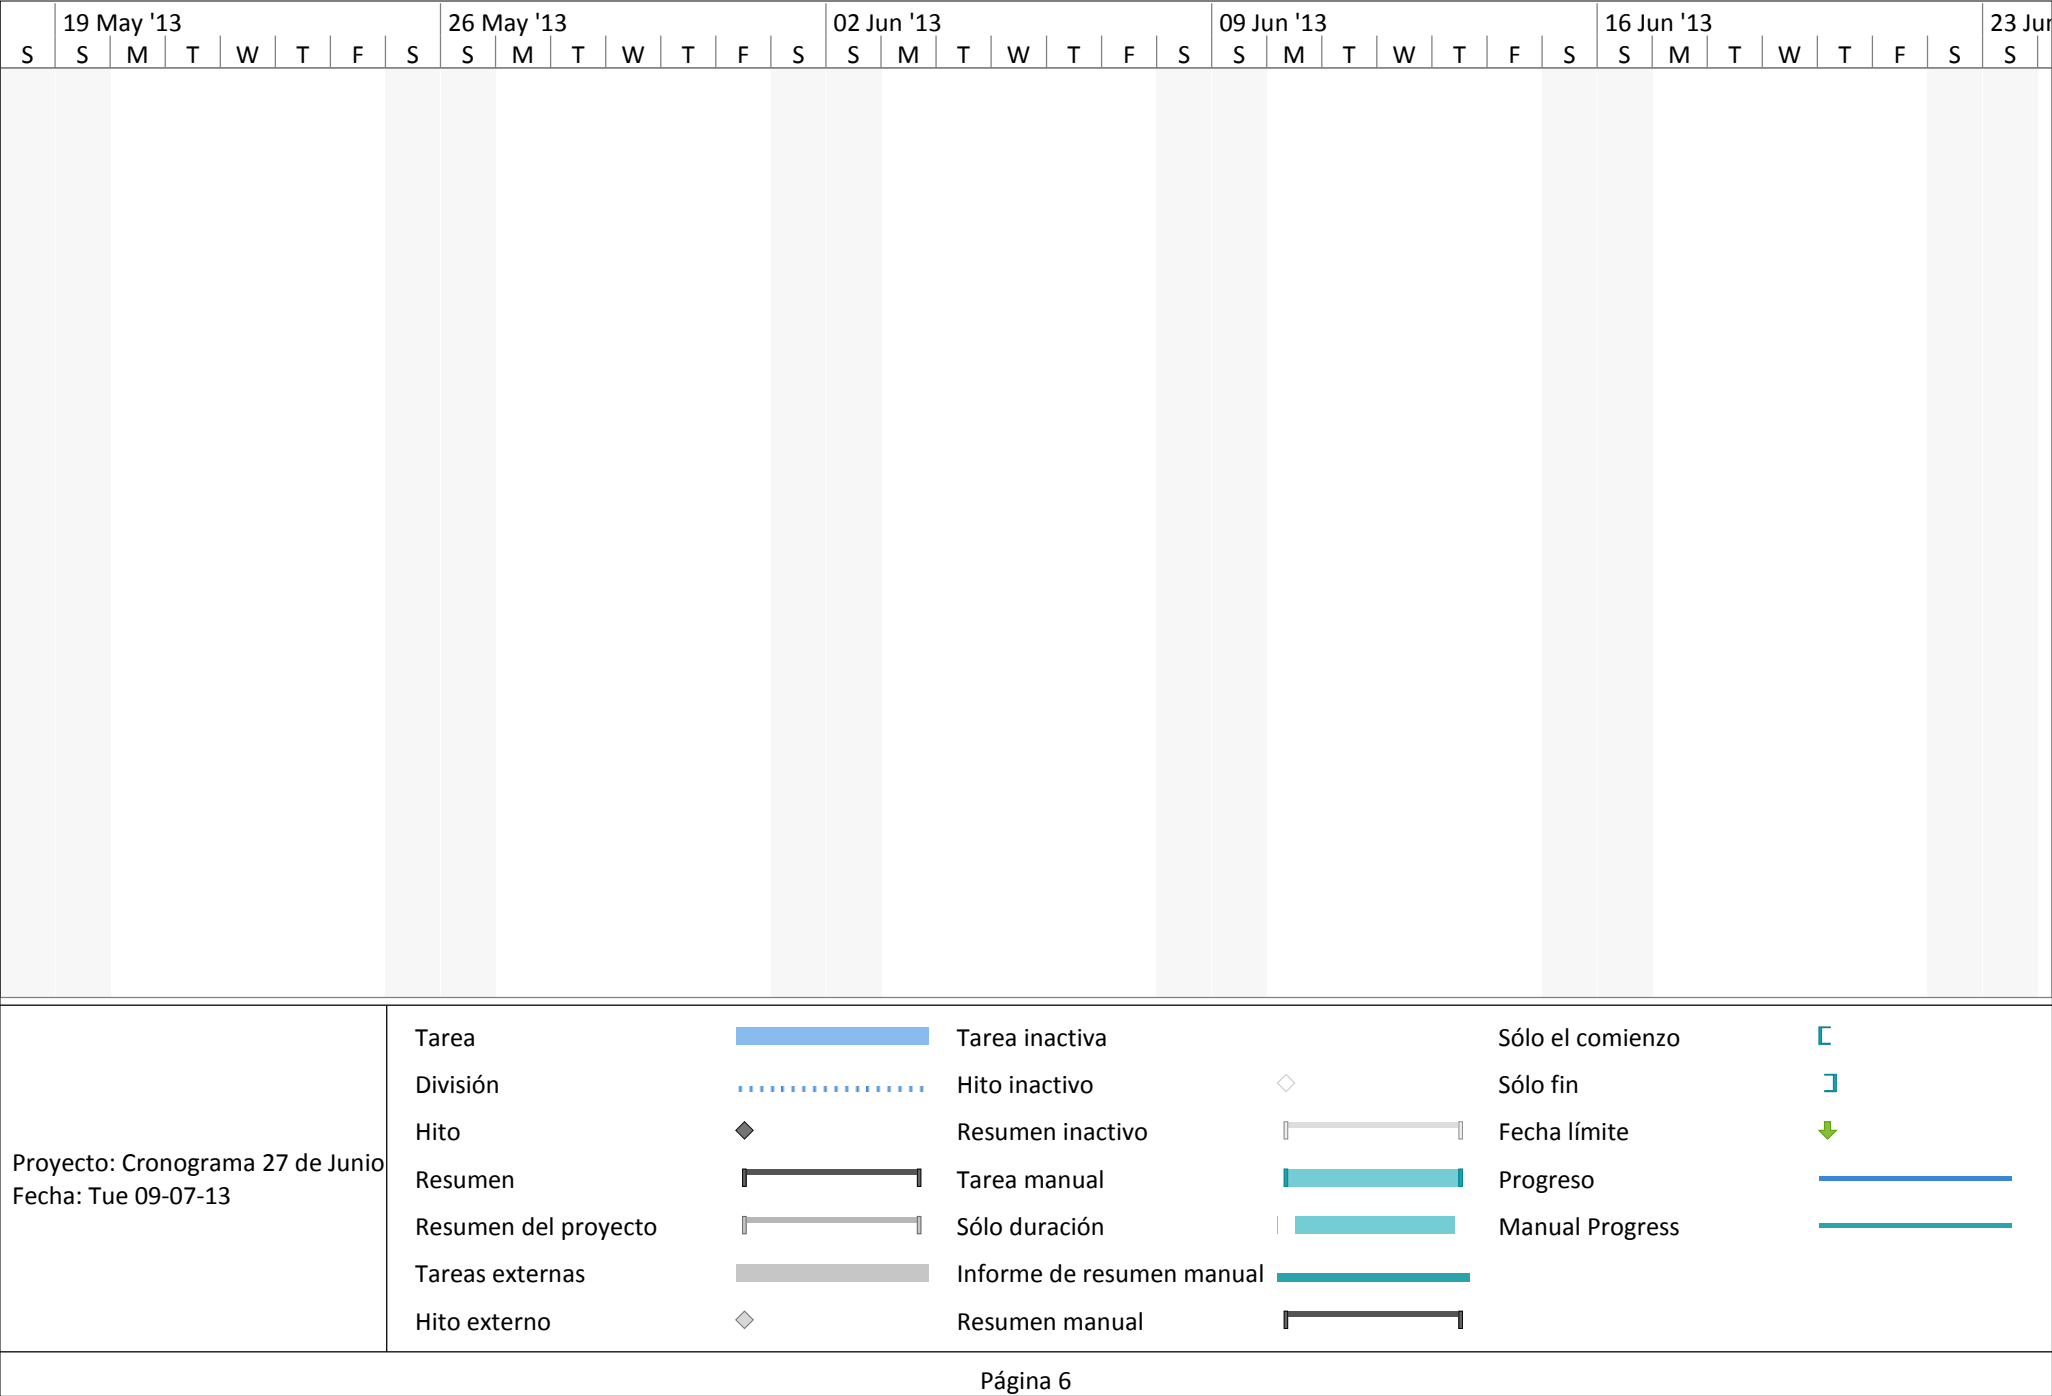 19 May '13 26 May '13 02 Jun '13 09 Jun '13 16 Jun '13 23 Jun
S S M T W T F S S M T W T F S S M T W T F S S M T W T F S S M T W T F S S
Proyecto: Cronograma 27 de Junio
Fecha: Tue 09-07-13
Tarea
División
Hito
Resumen
Resumen del proyecto
Tareas externas
Hito externo
Tarea inactiva
Hito inactivo
Resumen inactivo
Tarea manual
Sólo duración
Informe de resumen manual
Resumen manual
Sólo el comienzo
Sólo fin
Fecha límite
Progreso
Manual Progress
Página 6